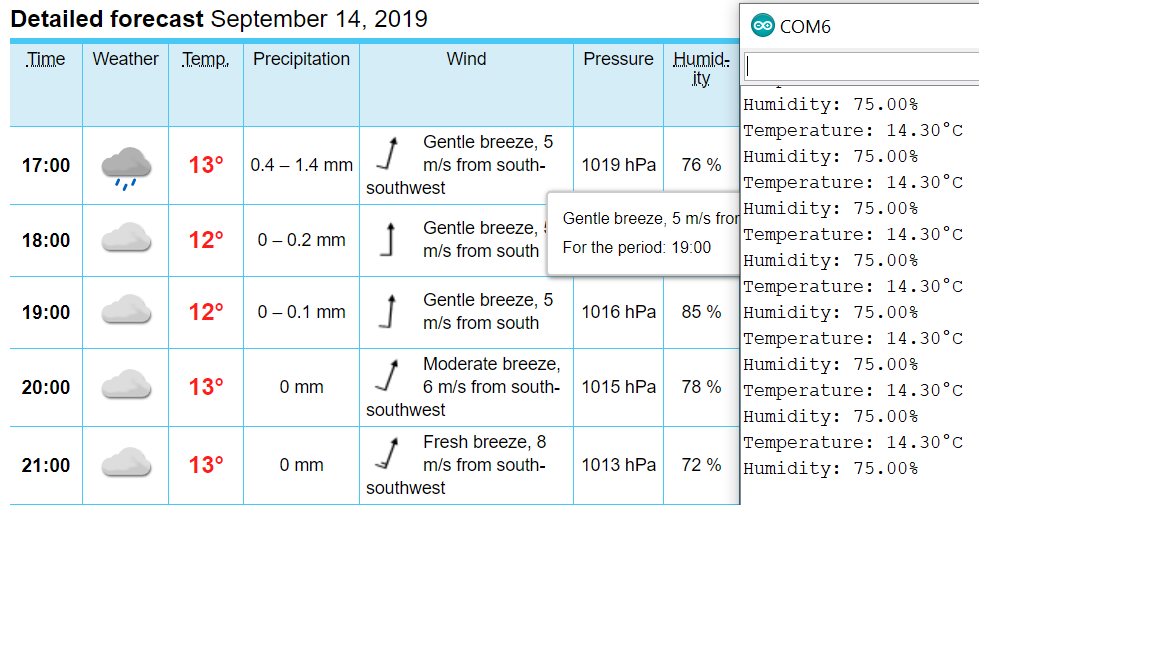 Detailed forecast September 14, 2019
Time Weather Temp. Precipitation Wind Pressure Humid-
ity
17:00 13° 0.4 – 1.4 mm Gentle breeze, 5
m/s from south-
southwest 1019 hPa 76 %
18:00 12° 0 – 0.2 mm Gentle breeze,
m/s from south
Gentle breeze, 5 m/s
For the period: 19:00
19:00 12° 0 – 0.1 mm Gentle breeze, 5
m/s from south 1016 hPa 85 %
20:00 13° 0 mm Moderate breeze,
6 m/s from south-
southwest 1015 hPa 78 %
21:00 13° 0 mm Fresh breeze, 8
m/s from south-
southwest 1013 hPa 72 %
COM6
Humidity: 75.00%
Temperature: 14.30°C
Humidity: 75.00%
Temperature: 14.30°C
Humidity: 75.00%
Temperature: 14.30°C
Humidity: 75.00%
Temperature: 14.30°C
Humidity: 75.00%
Temperature: 14.30°C
Humidity: 75.00%
Temperature: 14.30°C
Humidity: 75.00%
Temperature: 14.30°C
Humidity: 75.00%